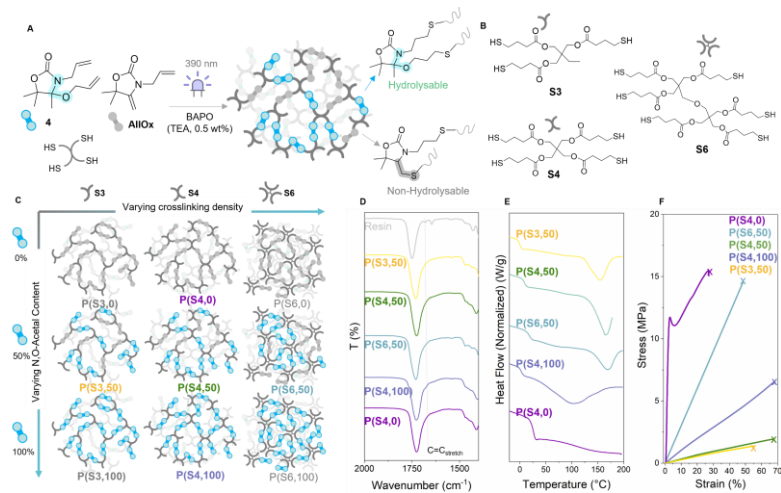 A
390 nm
BAPO
(TEA, 0.5 wt%)
4
AllOx
Hydrolysable
Non-Hydrolysable
B
S3
S4
S6
C
S3
S4
S6
Varying crosslinking density
Varying N,O-Acetal Content
0%
50%
100%
P(S3,0)
P(S4,0)
P(S6,0)
P(S3,50)
P(S4,50)
P(S6,50)
P(S3,100)
P(S4,100)
P(S6,100)
D
Resin
P(S3,50)
P(S4,50)
P(S6,50)
P(S4,100)
P(S4,0)
C=Cstretch
T (%)
2000
1750
1500
Wavenumber (cm-1)
E
P(S3,50)
P(S4,50)
P(S6,50)
P(S4,100)
P(S4,0)
Heat Flow (Normalized) (W/g)
0
50
100
150
200
Temperature (°C)
F
P(S4,0)
P(S6,50)
P(S4,50)
P(S4,100)
P(S3,50)
Stress (MPa)
20
15
10
5
0
0
10
20
30
40
50
60
70
Strain (%)